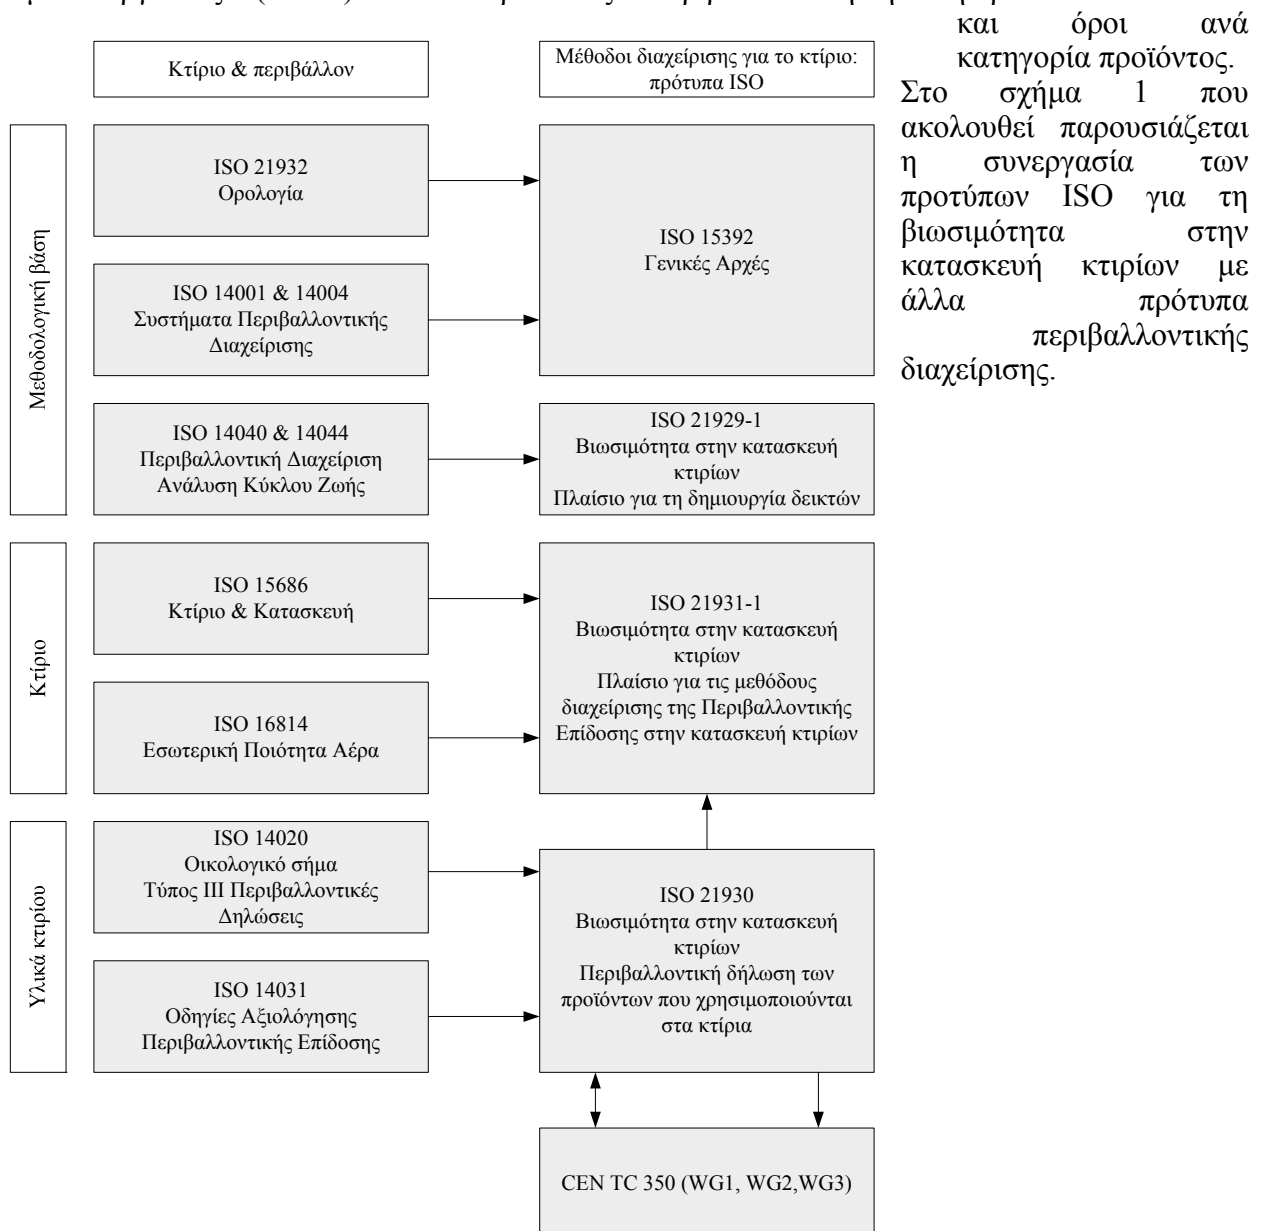 και όροι ανά
κατηγορία προϊόντος.
Στο σχήμα 1 που
ακολουθεί παρουσιάζεται
η συνεργασία των
προτύπων ISO για τη
βιωσιμότητα στην
κατασκευή κτιρίων με
άλλα πρότυπα
περιβαλλοντικής
διαχείρισης.
Κτίριο & περιβάλλον
Μέθοδοι διαχείρισης για το κτίριο:
πρότυπα ISO
Μεθοδολογική βάση
ISO 21932
Ορολογία
ISO 14001 & 14004
Συστήματα Περιβαλλοντικής
Διαχείρισης
ISO 15392
Γενικές Αρχές
ISO 14040 & 14044
Περιβαλλοντική Διαχείριση
Ανάλυση Κύκλου Ζωής
ISO 21929-1
Βιωσιμότητα στην κατασκευή
κτιρίων
Πλαίσιο για τη δημιουργία δεικτών
Κτίριο
ISO 15686
Κτίριο & Κατασκευή
ISO 16814
Εσωτερική Ποιότητα Αέρα
ISO 21931-1
Βιωσιμότητα στην κατασκευή
κτιρίων
Πλαίσιο για τις μεθόδους
διαχείρισης της Περιβαλλοντικής
Επίδοσης στην κατασκευή κτιρίων
Υλικά κτιρίου
ISO 14020
Οικολογικό σήμα
Τύπος ΙΙΙ Περιβαλλοντικές
Δηλώσεις
ISO 14031
Οδηγίες Αξιολόγησης
Περιβαλλοντικής Επίδοσης
ISO 21930
Βιωσιμότητα στην κατασκευή
κτιρίων
Περιβαλλοντική δήλωση των
προϊόντων που χρησιμοποιούνται
στα κτίρια
CEN TC 350 (WG1, WG2,WG3)